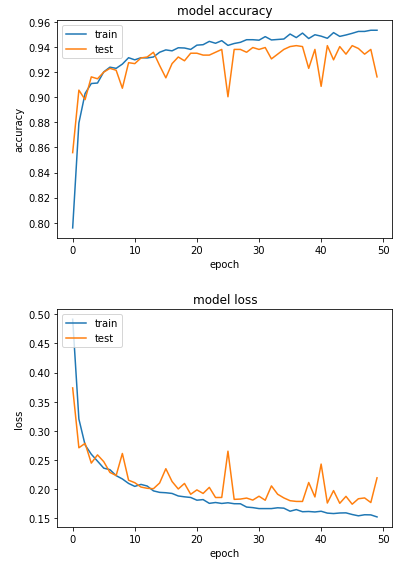 model accuracy
0.96
0.94
0.92
0.90
0.88
0.86
0.84
0.82
0.80
accuracy
train
test
0 10 20 30 40 50
epoch
model loss
0.50
0.45
0.40
0.35
0.30
0.25
0.20
0.15
loss
train
test
0 10 20 30 40 50
epoch